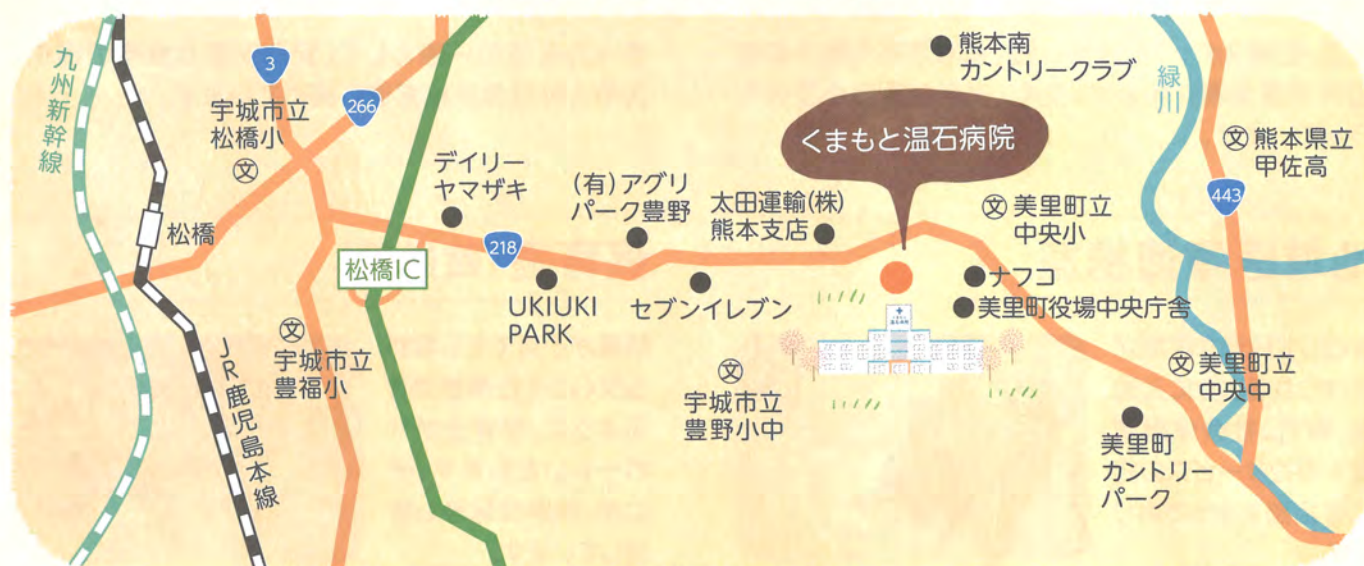 九州新幹線
3
266
宇城市立
松橋小
文
松橋
デイリー
ヤマザキ
218
松橋IC
文
宇城市立
豊福小
JR鹿児島本線
UKIUKI
PARK
(有)アグリ
パーク豊野
セブンイレブン
太田運輸(株)
熊本支店
文
宇城市立
豊野小中
くまもと温石病院
熊本南
カントリークラブ
緑川
文
熊本県立
甲佐高
443
文
美里町立
中央小
ナフコ
美里町役場中央庁舎
文
美里町立
中央中
美里町
カントリー
パーク